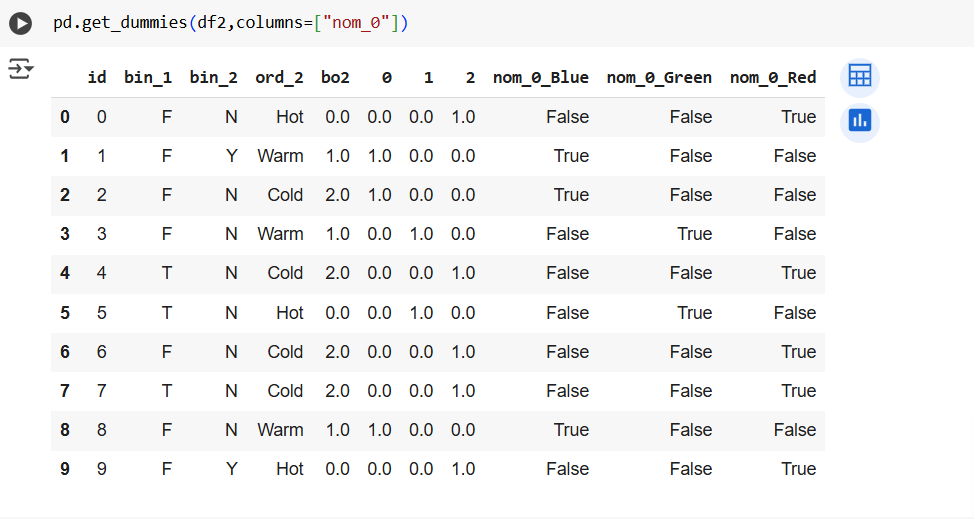 pd.get_dummies(df2,columns=["nom_0"])
id bin_1 bin_2 ord_2 bo2 0 1 2 nom_0_Blue nom_0_Green nom_0_Red
0 0 F N Hot 0.0 0.0 0.0 1.0 False False True
1 1 F Y Warm 1.0 1.0 0.0 0.0 True False False
2 2 F N Cold 2.0 1.0 0.0 0.0 True False False
3 3 F N Warm 1.0 0.0 1.0 0.0 False True False
4 4 T N Cold 2.0 0.0 0.0 1.0 False False True
5 5 T N Hot 0.0 0.0 1.0 0.0 False True False
6 6 F N Cold 2.0 0.0 0.0 1.0 False False True
7 7 T N Cold 2.0 0.0 0.0 1.0 False False True
8 8 F N Warm 1.0 1.0 0.0 0.0 True False False
9 9 F Y Hot 0.0 0.0 0.0 1.0 False False True